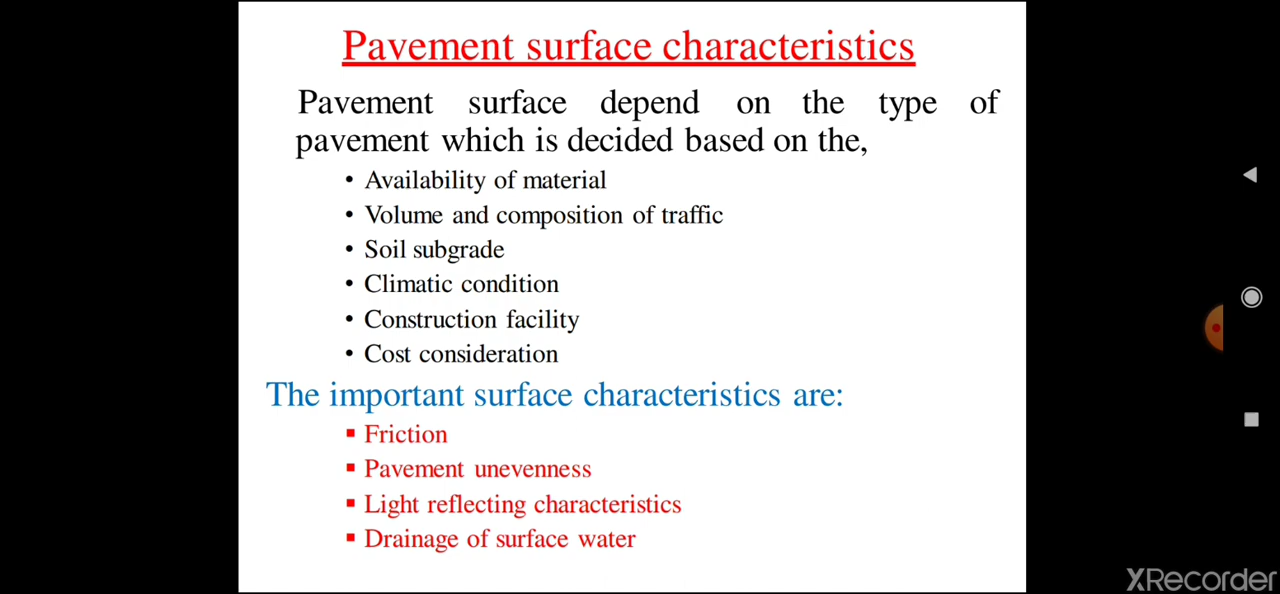 Pavement surface characteristics
Pavement surface depend on the type of
pavement which is decided based on the,
• Availability of material
• Volume and composition of traffic
• Soil subgrade
• Climatic condition
• Construction facility
• Cost consideration
The important surface characteristics are:
▪ Friction
▪ Pavement unevenness
▪ Light reflecting characteristics
▪ Drainage of surface water
XRecorder